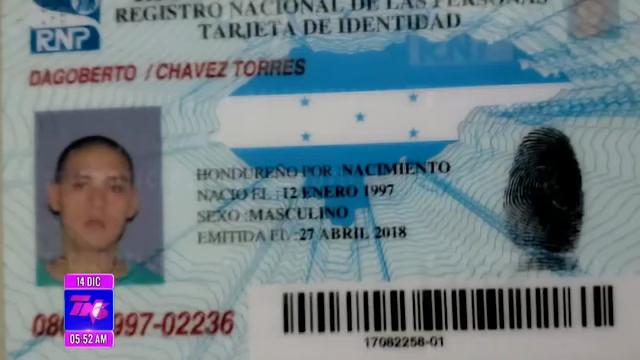 RNP
REGISTRO NACIONAL DE LAS PERSONAS
TARJETA DE IDENTIDAD
DAGOBERTO / CHAVEZ TORRES
HONDUREÑO POR :NACIMIENTO
NACIO EL :12 ENERO 1997
SEXO :MASCULINO
EMITIDA EL :27 ABRIL 2018
997-02236
17082258-01
14 DIC
05:52 AM